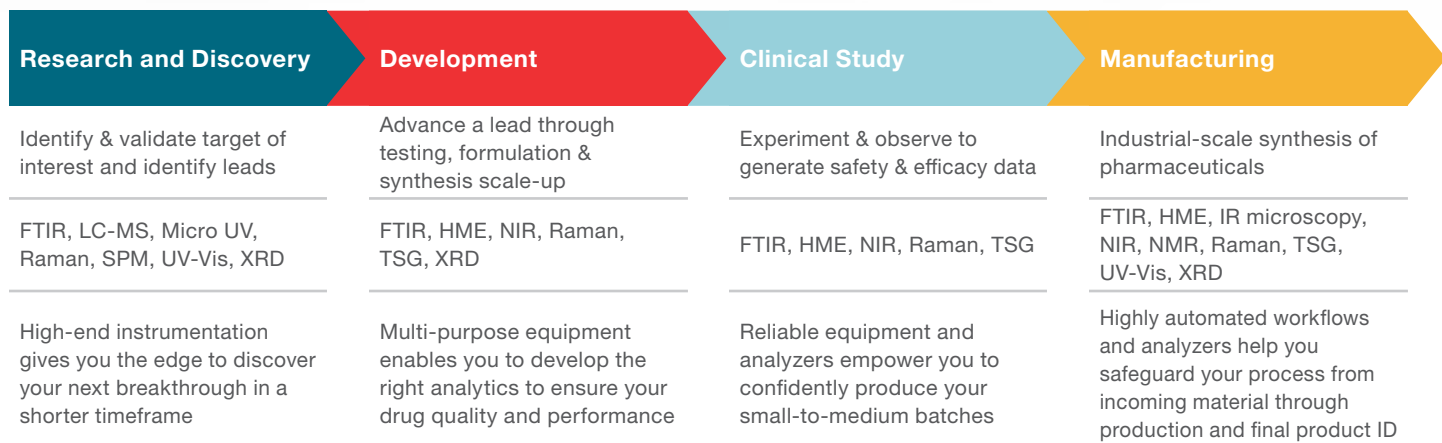 Research and Discovery
Development
Clinical Study
Manufacturing
Identify & validate target of
interest and identify leads
Advance a lead through
testing, formulation &
synthesis scale-up
Experiment & observe to
generate safety & efficacy data
Industrial-scale synthesis of
pharmaceuticals
FTIR, LC-MS, Micro UV,
Raman, SPM, UV-Vis, XRD
FTIR, HME, NIR, Raman,
TSG, XRD
FTIR, HME, NIR, Raman, TSG
FTIR, HME, IR microscopy,
NIR, NMR, Raman, TSG,
UV-Vis, XRD
High-end instrumentation
gives you the edge to discover
your next breakthrough in a
shorter timeframe
Multi-purpose equipment
enables you to develop the
right analytics to ensure your
drug quality and performance
Reliable equipment and
analyzers empower you to
confidently produce your
small-to-medium batches
Highly automated workflows
and analyzers help you
safeguard your process from
incoming material through
production and final product ID